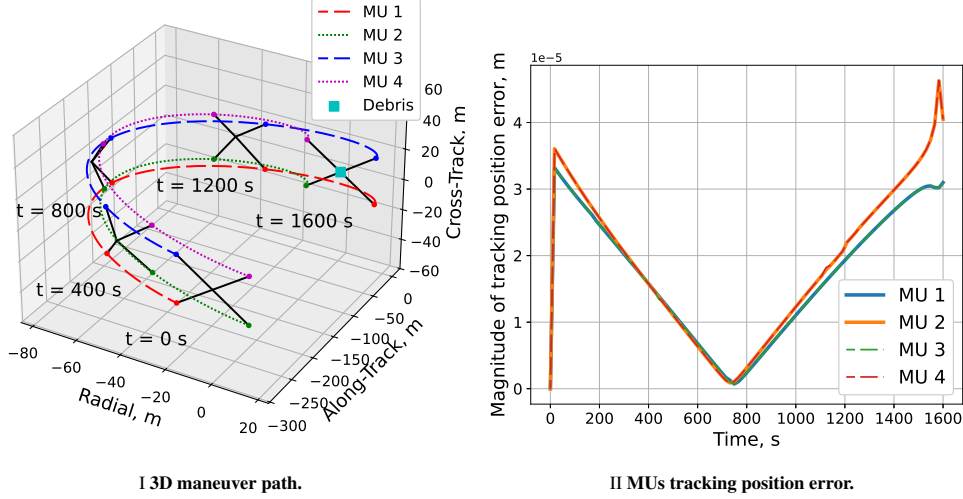 MU 1
MU 2
MU 3
MU 4
Debris
60
40
20
0
−20
−40
−60
Cross-Track, m
t = 1200 s
t = 800 s
t = 1600 s
t = 400 s
t = 0 s
−80
−60
−40
−20
0
20
Radial, m
0
−50
−100
−150
−200
−250
−300
Along-Track, m
1e−5
4
3
2
1
0
Magnitude of tracking position error, m
MU 1
MU 2
MU 3
MU 4
0 200 400 600 800 1000 1200 1400 1600
Time, s
I 3D maneuver path.
II MUs tracking position error.